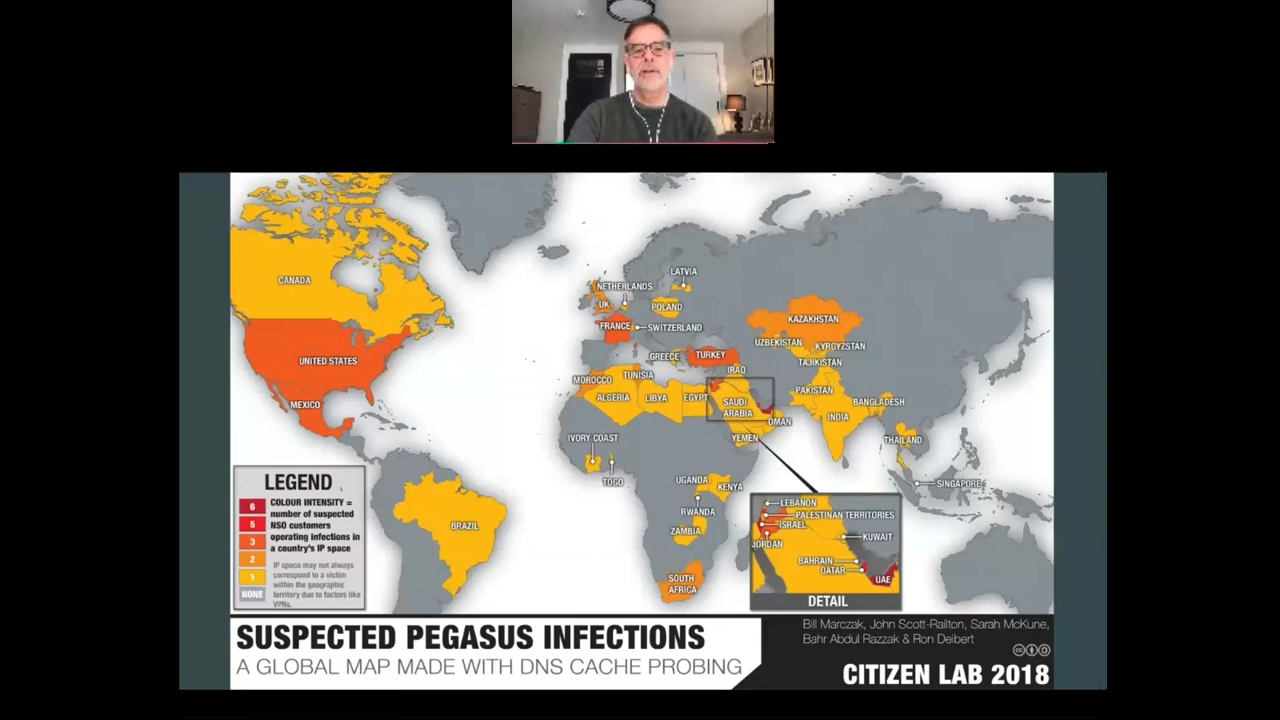 CANADA
UNITED STATES
MEXICO
BRAZIL
LATVIA
NETHERLANDS
UK
POLAND
FRANCE
SWITZERLAND
GREECE
TURKEY
KAZAKHSTAN
UZBEKISTAN
KYRGYZSTAN
TAJIKISTAN
IRAQ
TUNISIA
MOROCCO
ALGERIA
LIBYA
EGYPT
SAUDI
ARABIA
OMAN
YEMEN
PAKISTAN
BANGLADESH
INDIA
THAILAND
SINGAPORE
IVORY COAST
TOGO
UGANDA
KENYA
RWANDA
ZAMBIA
SOUTH
AFRICA
LEBANON
PALESTINAN TERRITORIES
ISRAEL
JORDAN
KUWAIT
BAHRAIN
QATAR
UAE
DETAIL
LEGEND
6
5
3
2
1
NONE
COLOUR INTENSITY =
number of suspected
NSO customers
operating infections in
a country's IP space
IP space may not always
correspond to a victim
within the geographic
territory due to factors like
VPNs.
SUSPECTED PEGASUS INFECTIONS
A GLOBAL MAP MADE WITH DNS CACHE PROBING
Bill Marczak, John Scott-Railton, Sarah McKune,
Bahr Abdul Razzak & Ron Deibert
CITIZEN LAB 2018